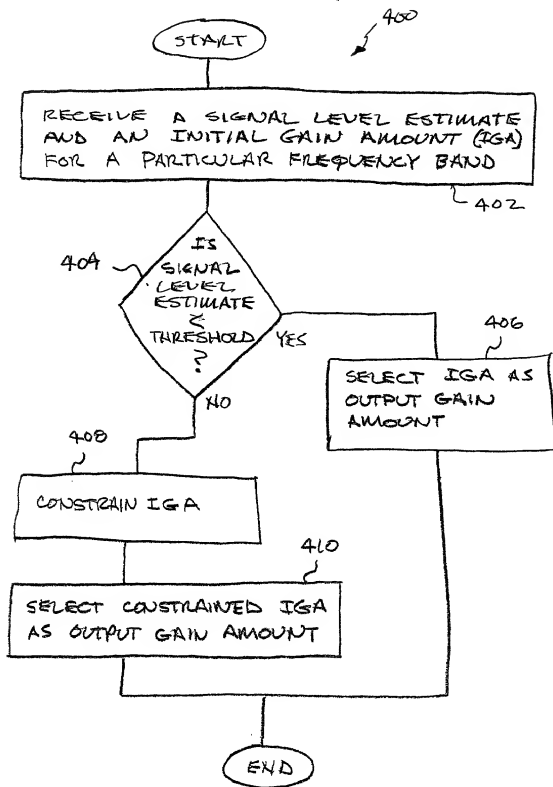 400
START
RECEIVE A SIGNAL LEVEL ESTIMATE
AND AN INITIAL GAIN AMOUNT (IGA)
FOR A PARTICULAR FREQUENCY BAND
402
404
IS
SIGNAL
LEVEL
ESTIMATE
<
THRESHOLD
?
YES
NO
406
SELECT IGA AS
OUTPUT GAIN
AMOUNT
408
CONSTRAIN IGA
410
SELECT CONSTRAINED IGA
AS OUTPUT GAIN AMOUNT
END